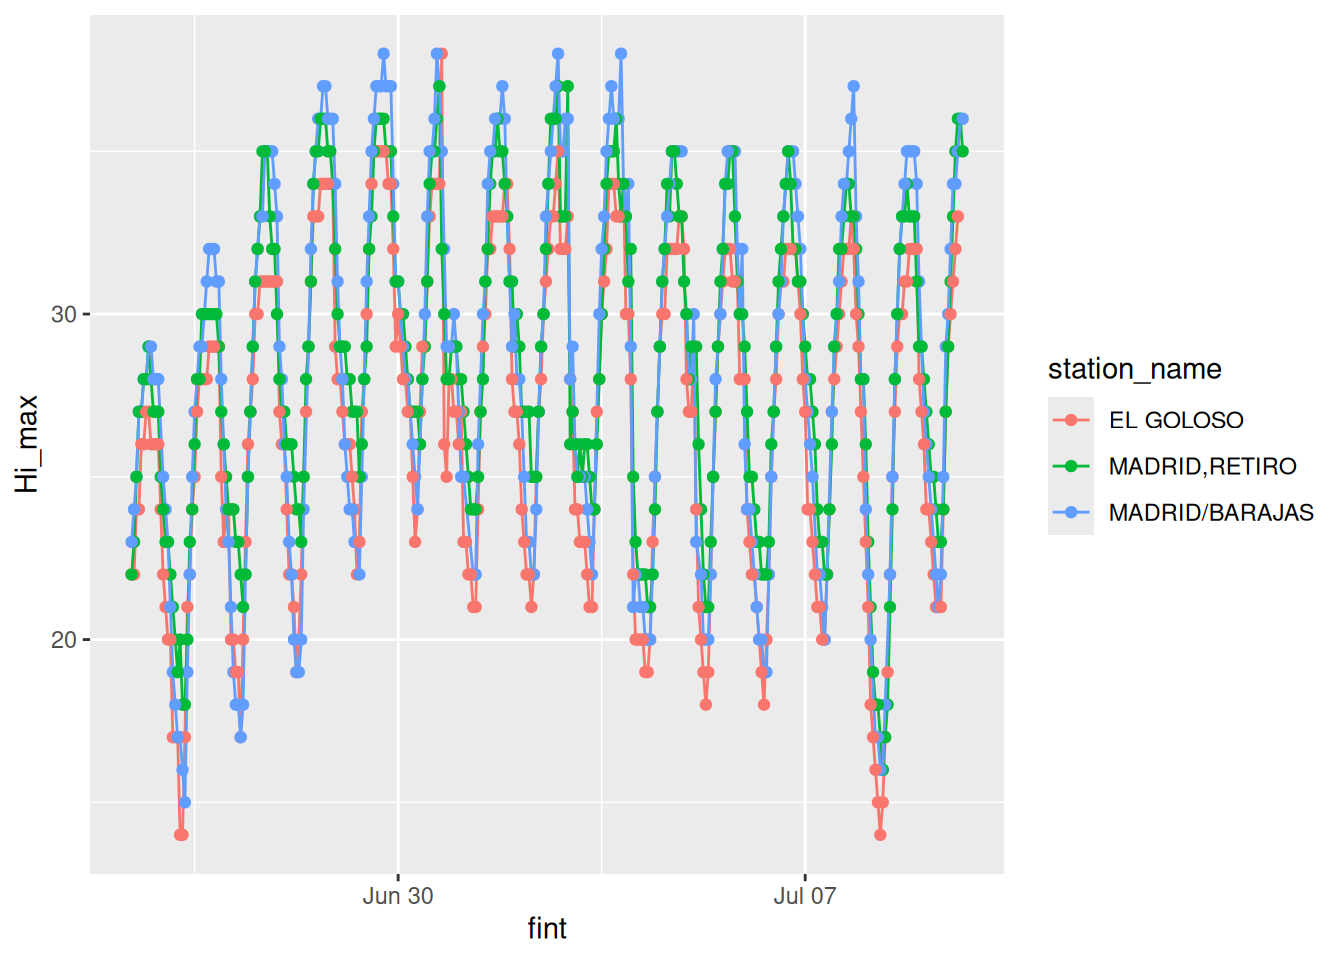 Hi_max
30
20
Jun 30
Jul 07
fint
station_name
EL GOLOSO
MADRID,RETIRO
MADRID/BARAJAS